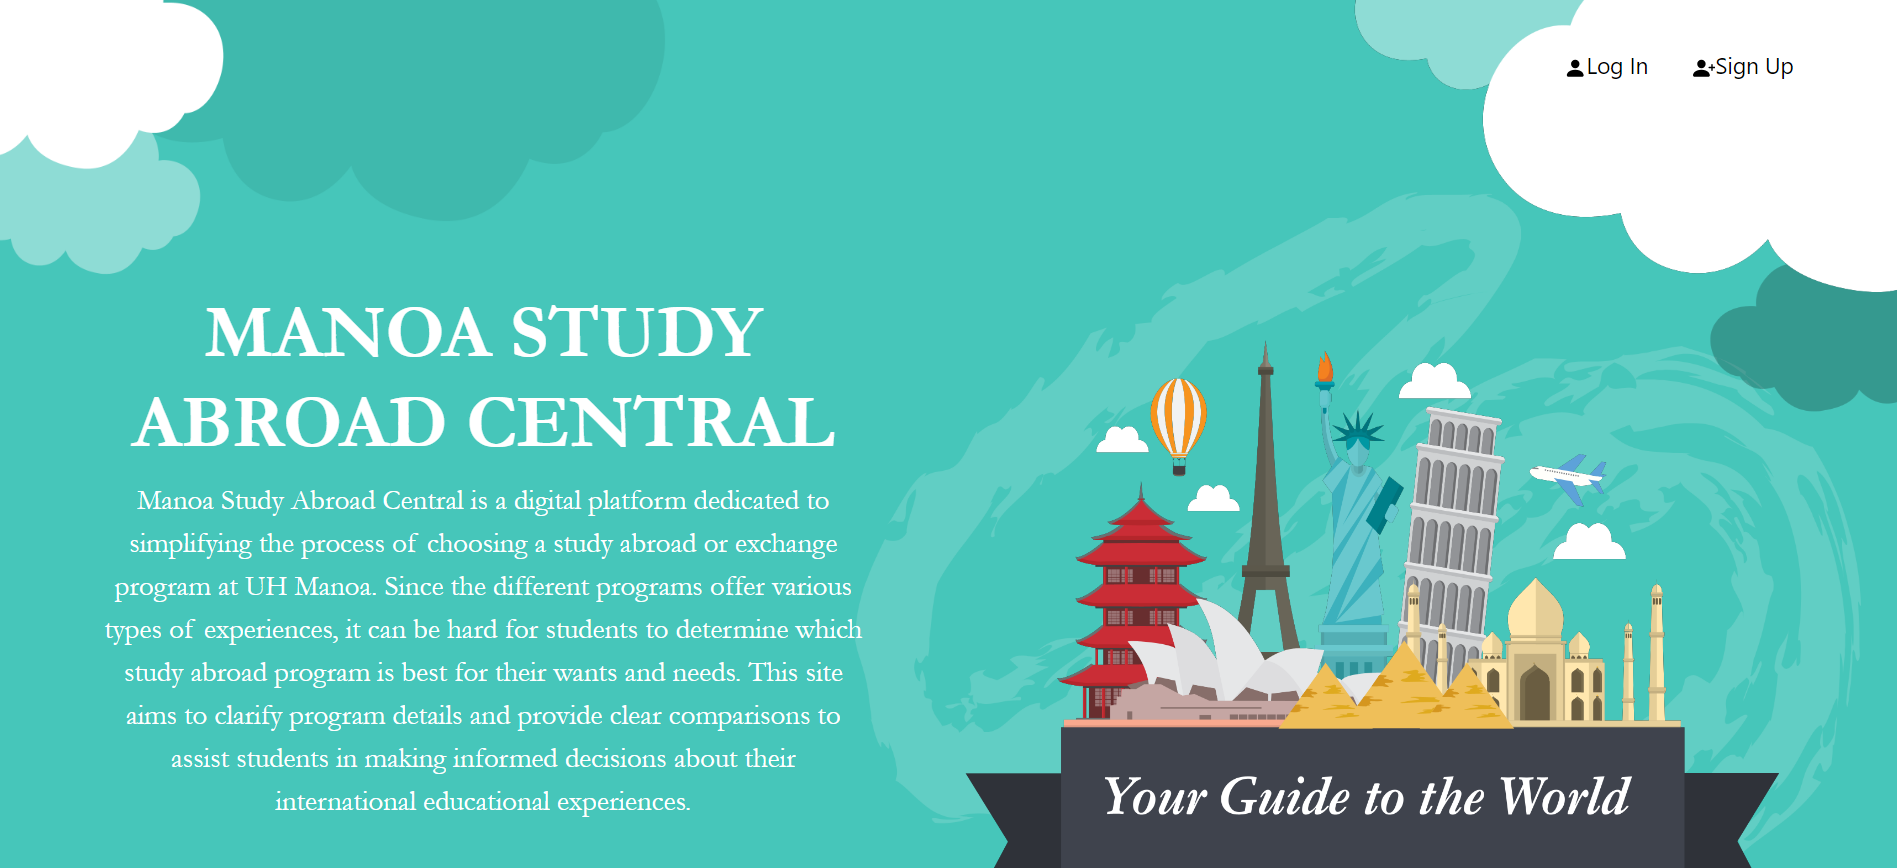 Log In
Sign Up
MANOA STUDY
ABROAD CENTRAL
Manoa Study Abroad Central is a digital platform dedicated to
simplifying the process of choosing a study abroad or exchange
program at UH Manoa. Since the different programs offer various
types of experiences, it can be hard for students to determine which
study abroad program is best for their wants and needs. This site
aims to clarify program details and provide clear comparisons to
assist students in making informed decisions about their
international educational experiences.
Your Guide to the World